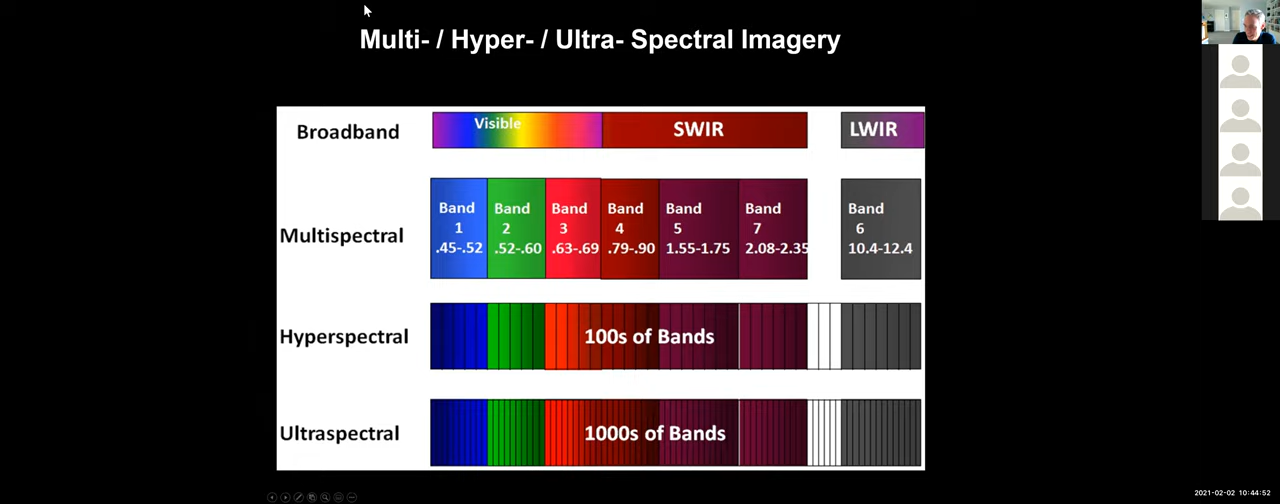 Multi- / Hyper- / Ultra- Spectral Imagery
Broadband
Visible
SWIR
LWIR
Multispectral
Band
1
.45-.52
Band
2
.52-.60
Band
3
.63-.69
Band
4
.79-.90
Band
5
1.55-1.75
Band
7
2.08-2.35
Band
6
10.4-12.4
Hyperspectral
100s of Bands
Ultraspectral
1000s of Bands
2021-02-02 10:44:52